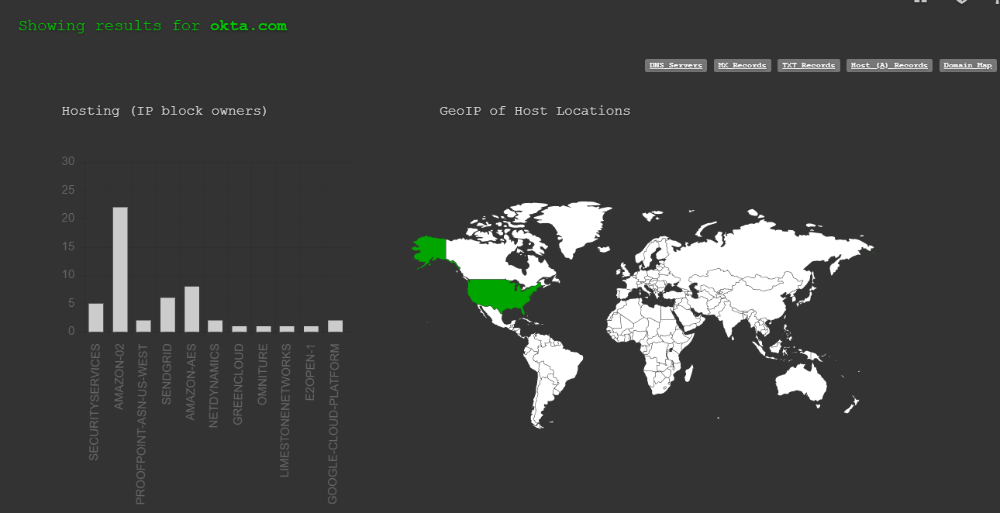 Showing results for okta.com
DNS Servers MX Records TXT Records Host (A) Records Domain Map
Hosting (IP block owners)
GeoIP of Host Locations
30
25
20
15
10
5
0
SECURITYSERVICES
AMAZON-02
PROOFPOINT-ASN-US-WEST
SENDGRID
AMAZON-AES
NETDYNAMICS
GREENCLOUD
OMNITURE
LIMESTONENETWORKS
E2OPEN-1
GOOGLE-CLOUD-PLATFORM